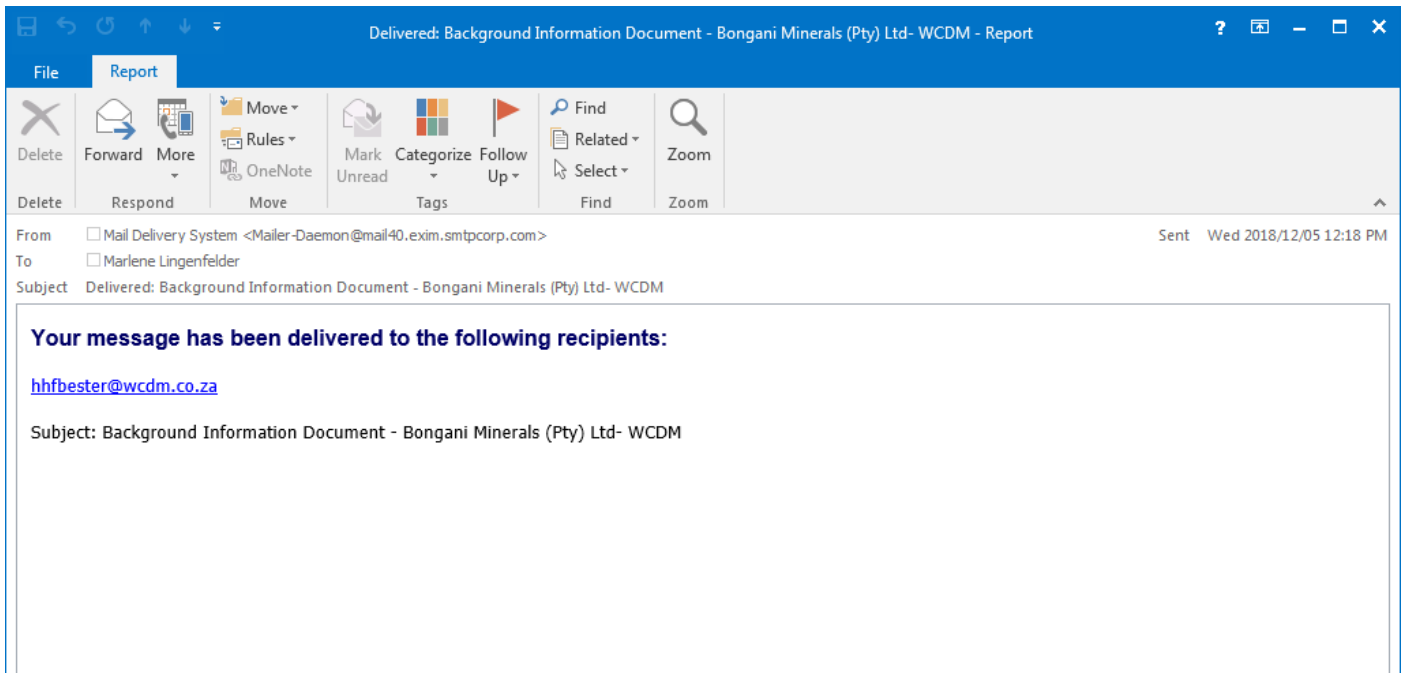 Delivered: Background Information Document - Bongani Minerals (Pty) Ltd- WCDM - Report
?
File Report
Delete
Forward
More
Move
Rules
OneNote
Mark Unread
Categorize
Follow Up
Find
Related
Select
Zoom
Delete Respond Move Tags Find Zoom
From Mail Delivery System <Mailer-Daemon@mail40.exim.smtpcorp.com> Sent Wed 2018/12/05 12:18 PM
To Marlene Lingenfelder
Subject Delivered: Background Information Document - Bongani Minerals (Pty) Ltd- WCDM
Your message has been delivered to the following recipients:
hhfbester@wcdm.co.za
Subject: Background Information Document - Bongani Minerals (Pty) Ltd- WCDM